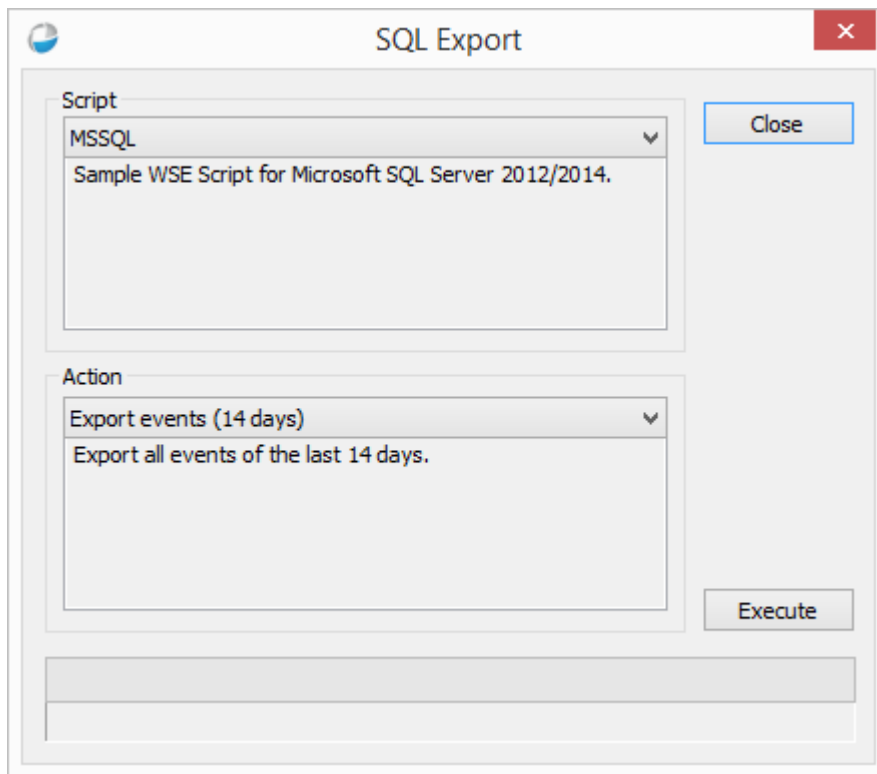 SQL Export
Script
Close
MSSQL
Sample WSE Script for Microsoft SQL Server 2012/2014.
Action
Export events (14 days)
Export all events of the last 14 days.
Execute